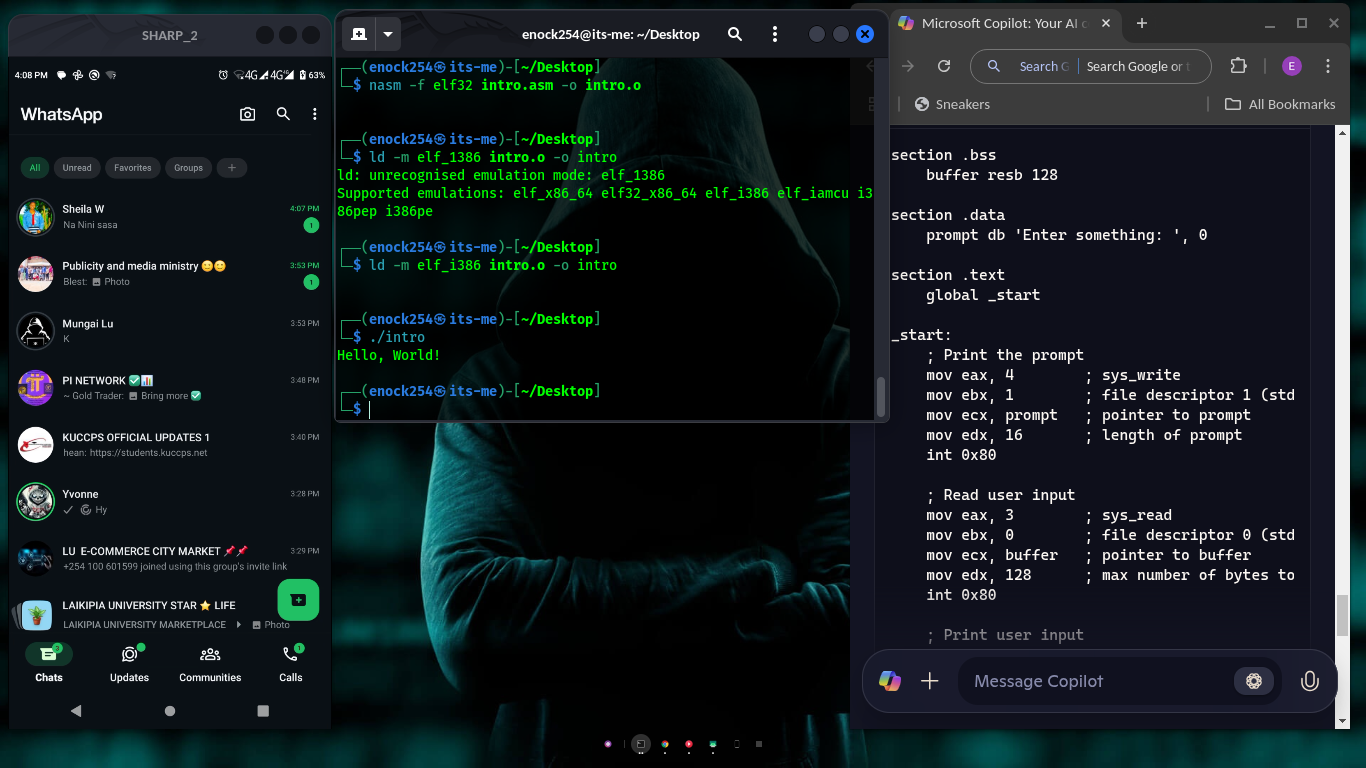 SHARP_2
4:08 PM
4G 4G 63%
WhatsApp
All Unread Favorites Groups +
Sheila W 4:07 PM
Na Nini sasa 1
Publicity and media ministry 😊😊 3:53 PM
Blest: Photo 1
Mungai Lu 3:53 PM
K
PI NETWORK ✅📊 3:48 PM
~ Gold Trader: Bring more ✅
KUCCPS OFFICIAL UPDATES 1 3:40 PM
hean: https://students.kuccps.net
Yvonne 3:28 PM
Hy
LU E-COMMERCE CITY MARKET 📌📌 3:29 PM
+254 100 601599 joined using this group's invite link
LAIKIPIA UNIVERSITY STAR ⭐ LIFE
LAIKIPIA UNIVERSITY MARKETPLACE Photo
Chats Updates Communities Calls
enock254@its-me: ~/Desktop
┌──(enock254㉿its-me)-[~/Desktop]
└─$ nasm -f elf32 intro.asm -o intro.o
┌──(enock254㉿its-me)-[~/Desktop]
└─$ ld -m elf_1386 intro.o -o intro
ld: unrecognised emulation mode: elf_1386
Supported emulations: elf_x86_64 elf32_x86_64 elf_i386 elf_iamcu i3
86pep i386pe
┌──(enock254㉿its-me)-[~/Desktop]
└─$ ld -m elf_i386 intro.o -o intro
┌──(enock254㉿its-me)-[~/Desktop]
└─$ ./intro
Hello, World!
┌──(enock254㉿its-me)-[~/Desktop]
└─$
Microsoft Copilot: Your AI c
Search G Search Google or t
E
Sneakers All Bookmarks
section .bss
buffer resb 128
section .data
prompt db 'Enter something: ', 0
section .text
global _start
_start:
; Print the prompt
mov eax, 4 ; sys_write
mov ebx, 1 ; file descriptor 1 (std
mov ecx, prompt ; pointer to prompt
mov edx, 16 ; length of prompt
int 0x80
; Read user input
mov eax, 3 ; sys_read
mov ebx, 0 ; file descriptor 0 (std
mov ecx, buffer ; pointer to buffer
mov edx, 128 ; max number of bytes to
int 0x80
; Print user input
Message Copilot